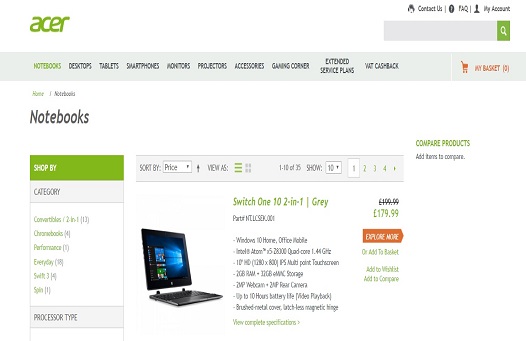 acer
Contact Us | FAQ | My Account
NOTEBOOKS DESKTOPS TABLETS SMARTPHONES MONITORS PROJECTORS ACCESSORIES GAMING CORNER EXTENDED SERVICE PLANS VAT CASHBACK MY BASKET (0)
Home \ Notebooks
Notebooks
COMPARE PRODUCTS
Add items to compare.
SHOP BY
SORT BY: Price VIEW AS: 1-10 of 35 SHOW: 10 1 2 3 4
CATEGORY
Convertibles / 2-in-1 (13)
Chromebooks (4)
Performance (1)
Everyday (18)
Swift 3 (4)
Spin (1)
PROCESSOR TYPE
Switch One 10 2-in-1 | Grey
Part# NT.LCSEK.001
£199.99
£179.99
EXPLORE MORE
Or Add To Basket
Add to Wishlist
Add to Compare
- Windows 10 Home, Office Mobile
- Intel® Atom™ x5-Z8300 Quad-core 1.44 GHz
- 10" HD (1280 x 800) IPS Multi point Touchscreen
- 2GB RAM + 32GB eMAC Storage
- 2MP Webcam + 2MP Rear Camera
- Up to 10 Hours battery life (Video Playback)
- Brushed-metal cover, latch-less magnetic hinge
View complete specifications >